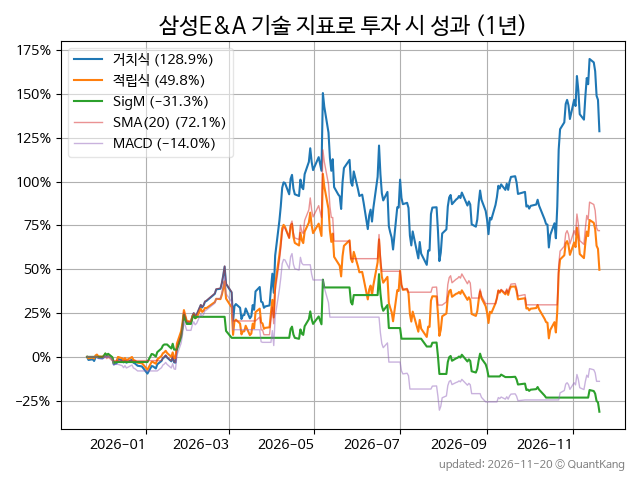 삼성E&A 기술 지표로 투자 시 성과 (1년)
175%
150%
125%
100%
75%
50%
25%
0%
−25%
거치식 (128.9%)
적립식 (49.8%)
SigM (−31.3%)
SMA(20) (72.1%)
MACD (−14.0%)
2026-01
2026-03
2026-05
2026-07
2026-09
2026-11
updated: 2026-11-20 © QuantKang